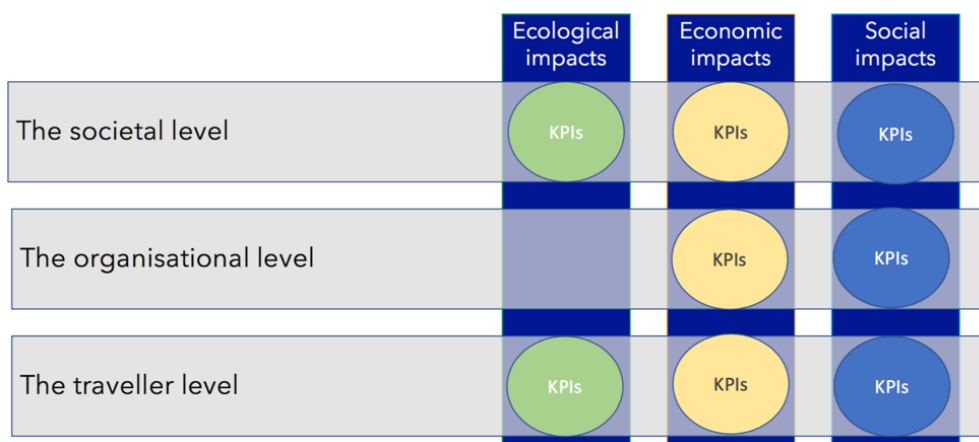 Ecological
impacts
Economic
impacts
Social
impacts
The societal level
KPIs
KPIs
KPIs
The organisational level
KPIs
KPIs
The traveller level
KPIs
KPIs
KPIs